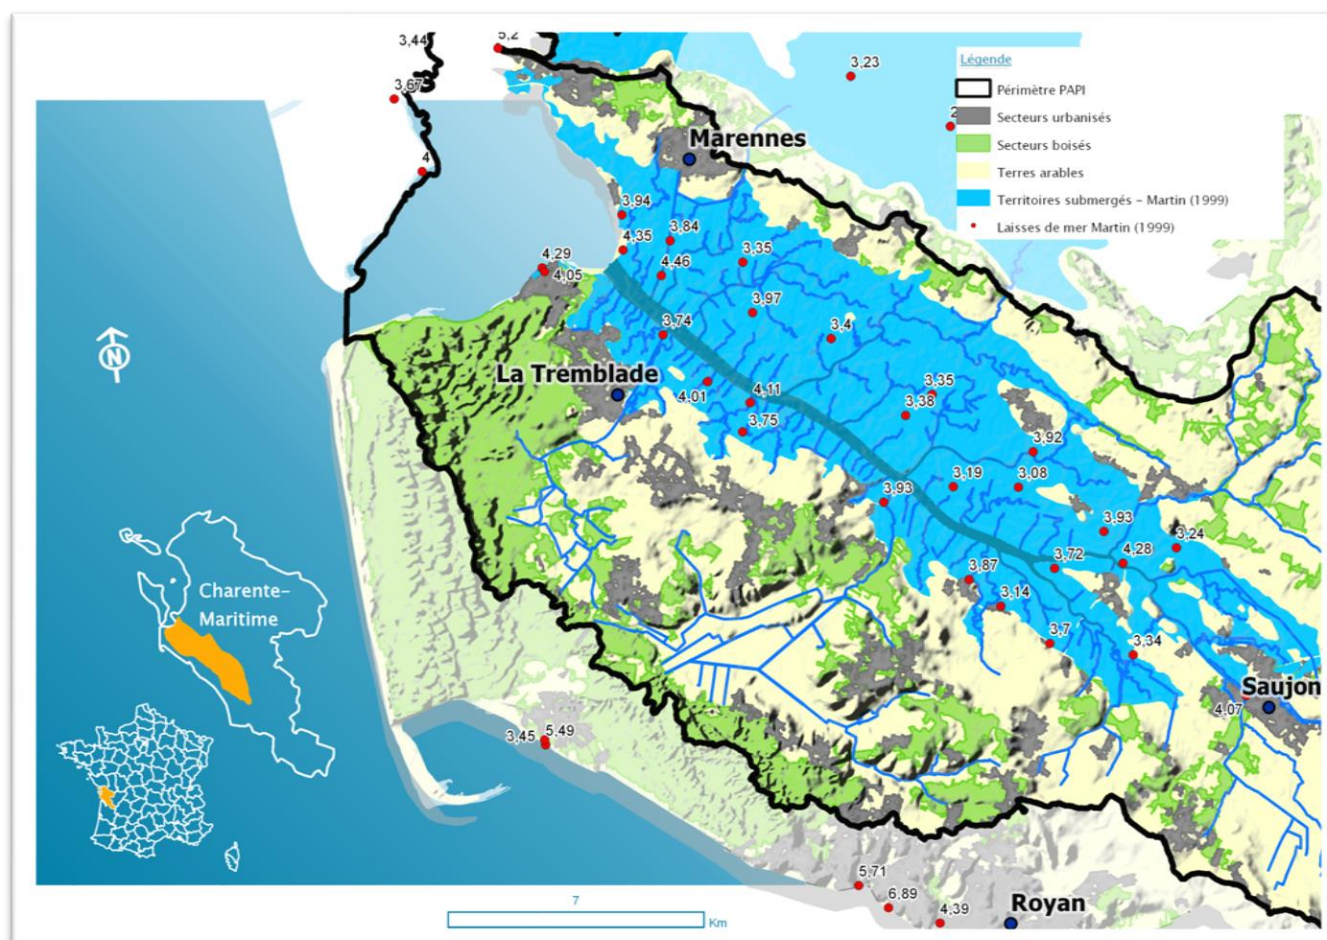 3,44
5,2
3,23
3,67
Légende
Périmètre PAPI
Secteurs urbanisés
Secteurs boisés
Terres arables
Territoires submergés – Martin (1999)
Laisses de mer Martin (1999)
2
Marennes
4
3,94
3,84
4,35
3,35
4,29
4,05
4,46
3,97
3,74
3,4
N
La Tremblade
4,01
4,11
3,35
3,38
3,75
3,92
3,19
3,08
3,93
3,93
3,24
3,72
4,28
3,87
3,14
Charente-
Maritime
3,7
3,34
Saujon
4,07
3,45
5,49
5,71
6,89
4,39
Royan
7
Km